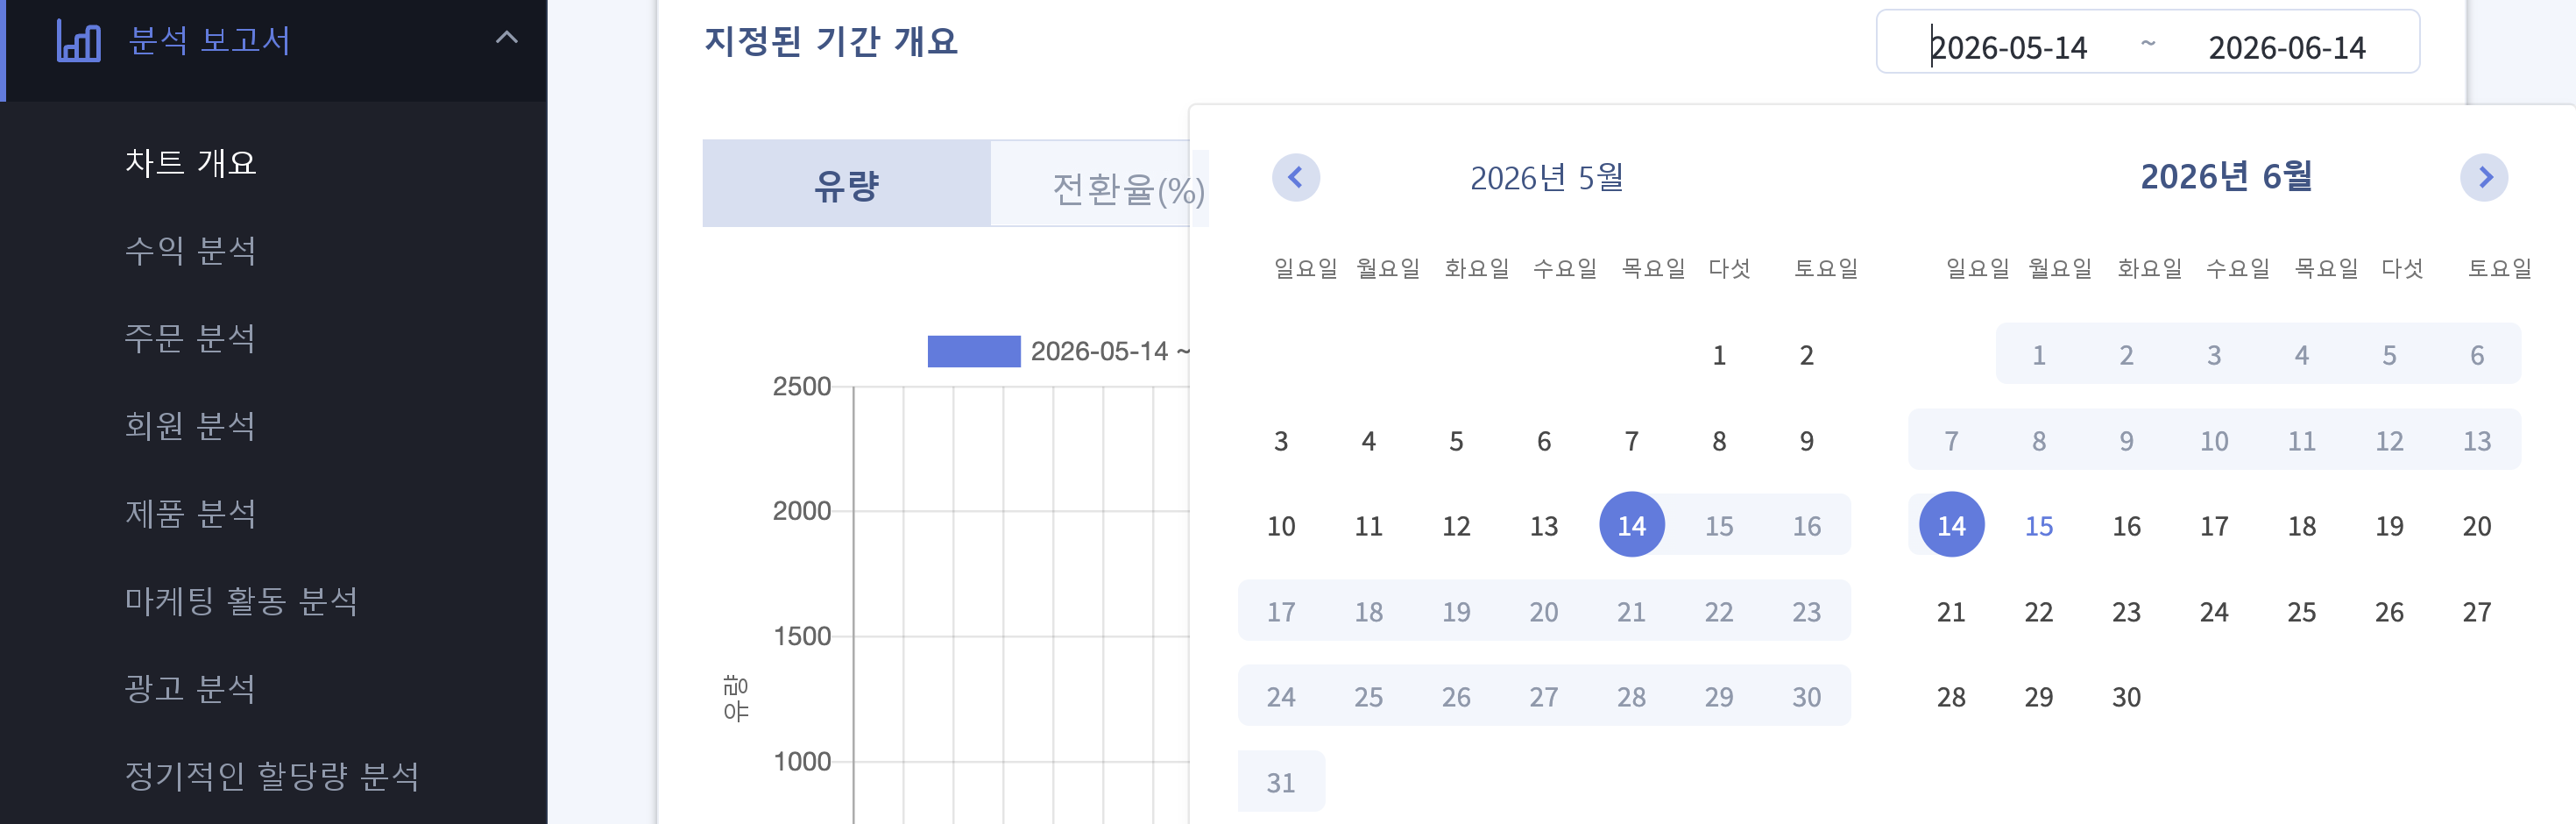 분석 보고서
차트 개요
수익 분석
주문 분석
회원 분석
제품 분석
마케팅 활동 분석
광고 분석
정기적인 할당량 분석
지정된 기간 개요
2026-05-14 ~ 2026-06-14
유량 전환율(%)
2026-05-14 ~
2500
2000
1500
1000
유량
2026년 5월
일요일 월요일 화요일 수요일 목요일 다섯 토요일
1 2
3 4 5 6 7 8 9
10 11 12 13 14 15 16
17 18 19 20 21 22 23
24 25 26 27 28 29 30
31
2026년 6월
일요일 월요일 화요일 수요일 목요일 다섯 토요일
1 2 3 4 5 6
7 8 9 10 11 12 13
14 15 16 17 18 19 20
21 22 23 24 25 26 27
28 29 30